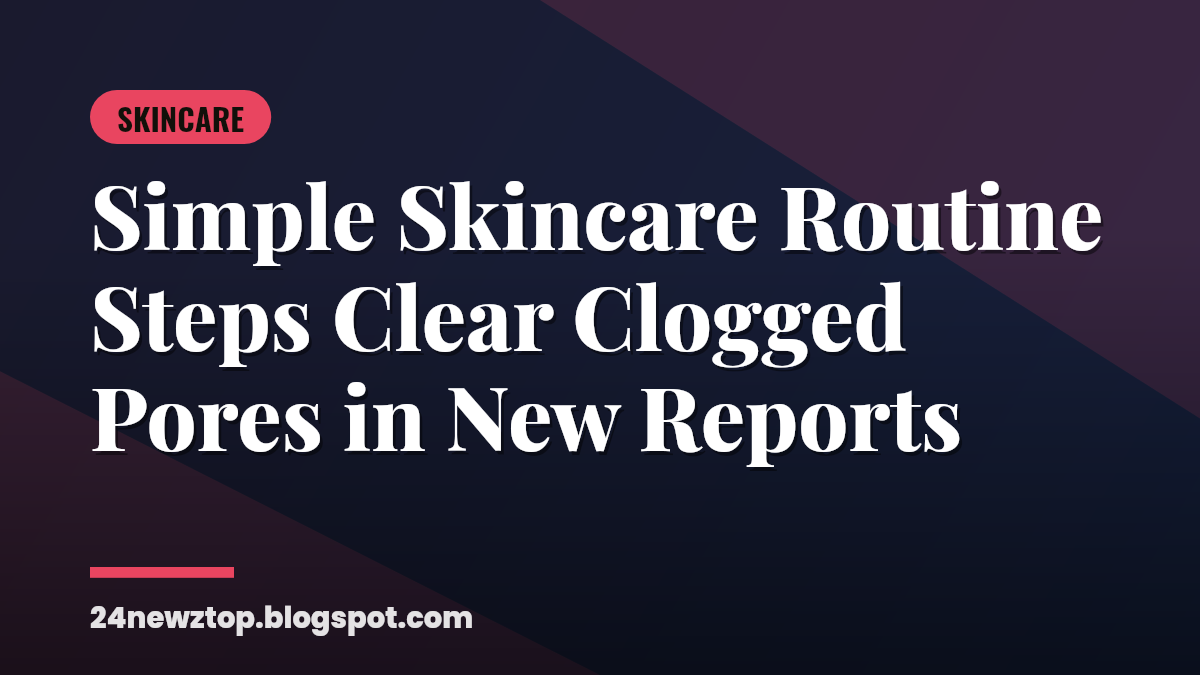 SKINCARE
Simple Skincare Routine
Steps Clear Clogged
Pores in New Reports
24newztop.blogspot.com